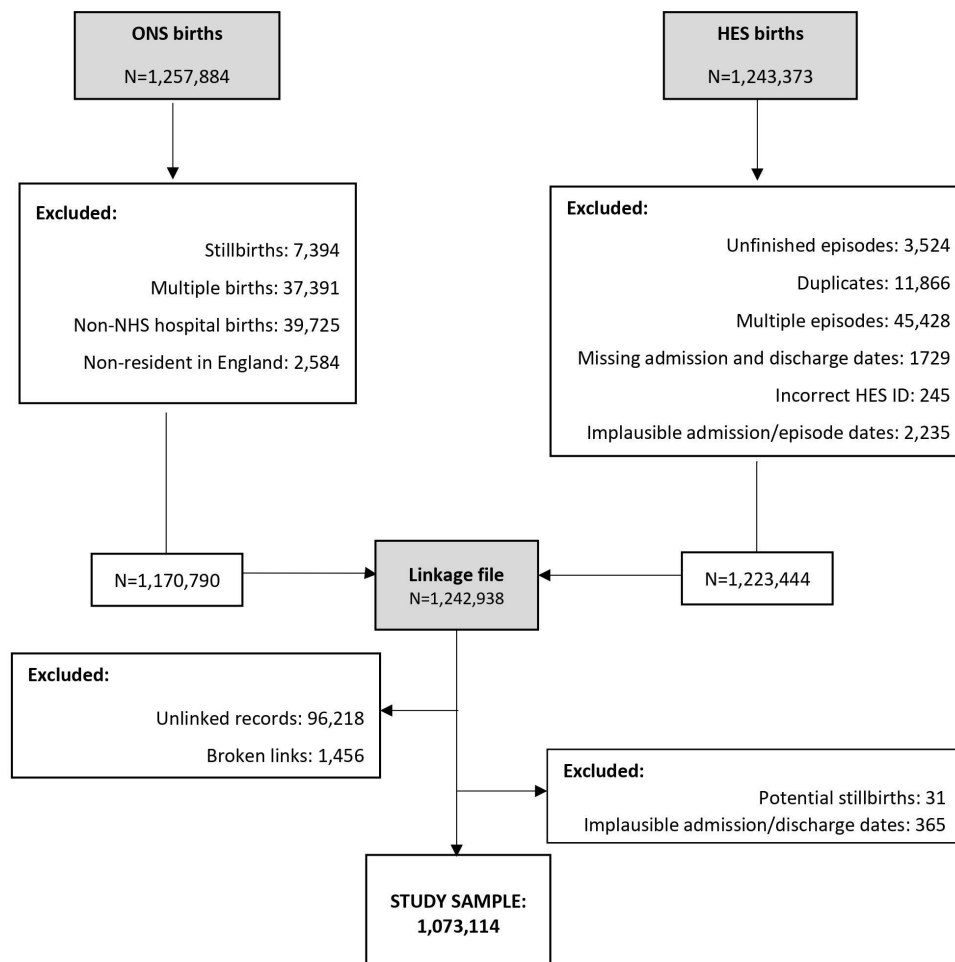 ONS births
N=1,257,884
HES births
N=1,243,373
Excluded:
Stillbirths: 7,394
Multiple births: 37,391
Non-NHS hospital births: 39,725
Non-resident in England: 2,584
Excluded:
Unfinished episodes: 3,524
Duplicates: 11,866
Multiple episodes: 45,428
Missing admission and discharge dates: 1729
Incorrect HES ID: 245
Implausible admission/episode dates: 2,235
N=1,170,790
Linkage file
N=1,242,938
N=1,223,444
Excluded:
Unlinked records: 96,218
Broken links: 1,456
Excluded:
Potential stillbirths: 31
Implausible admission/discharge dates: 365
STUDY SAMPLE:
1,073,114